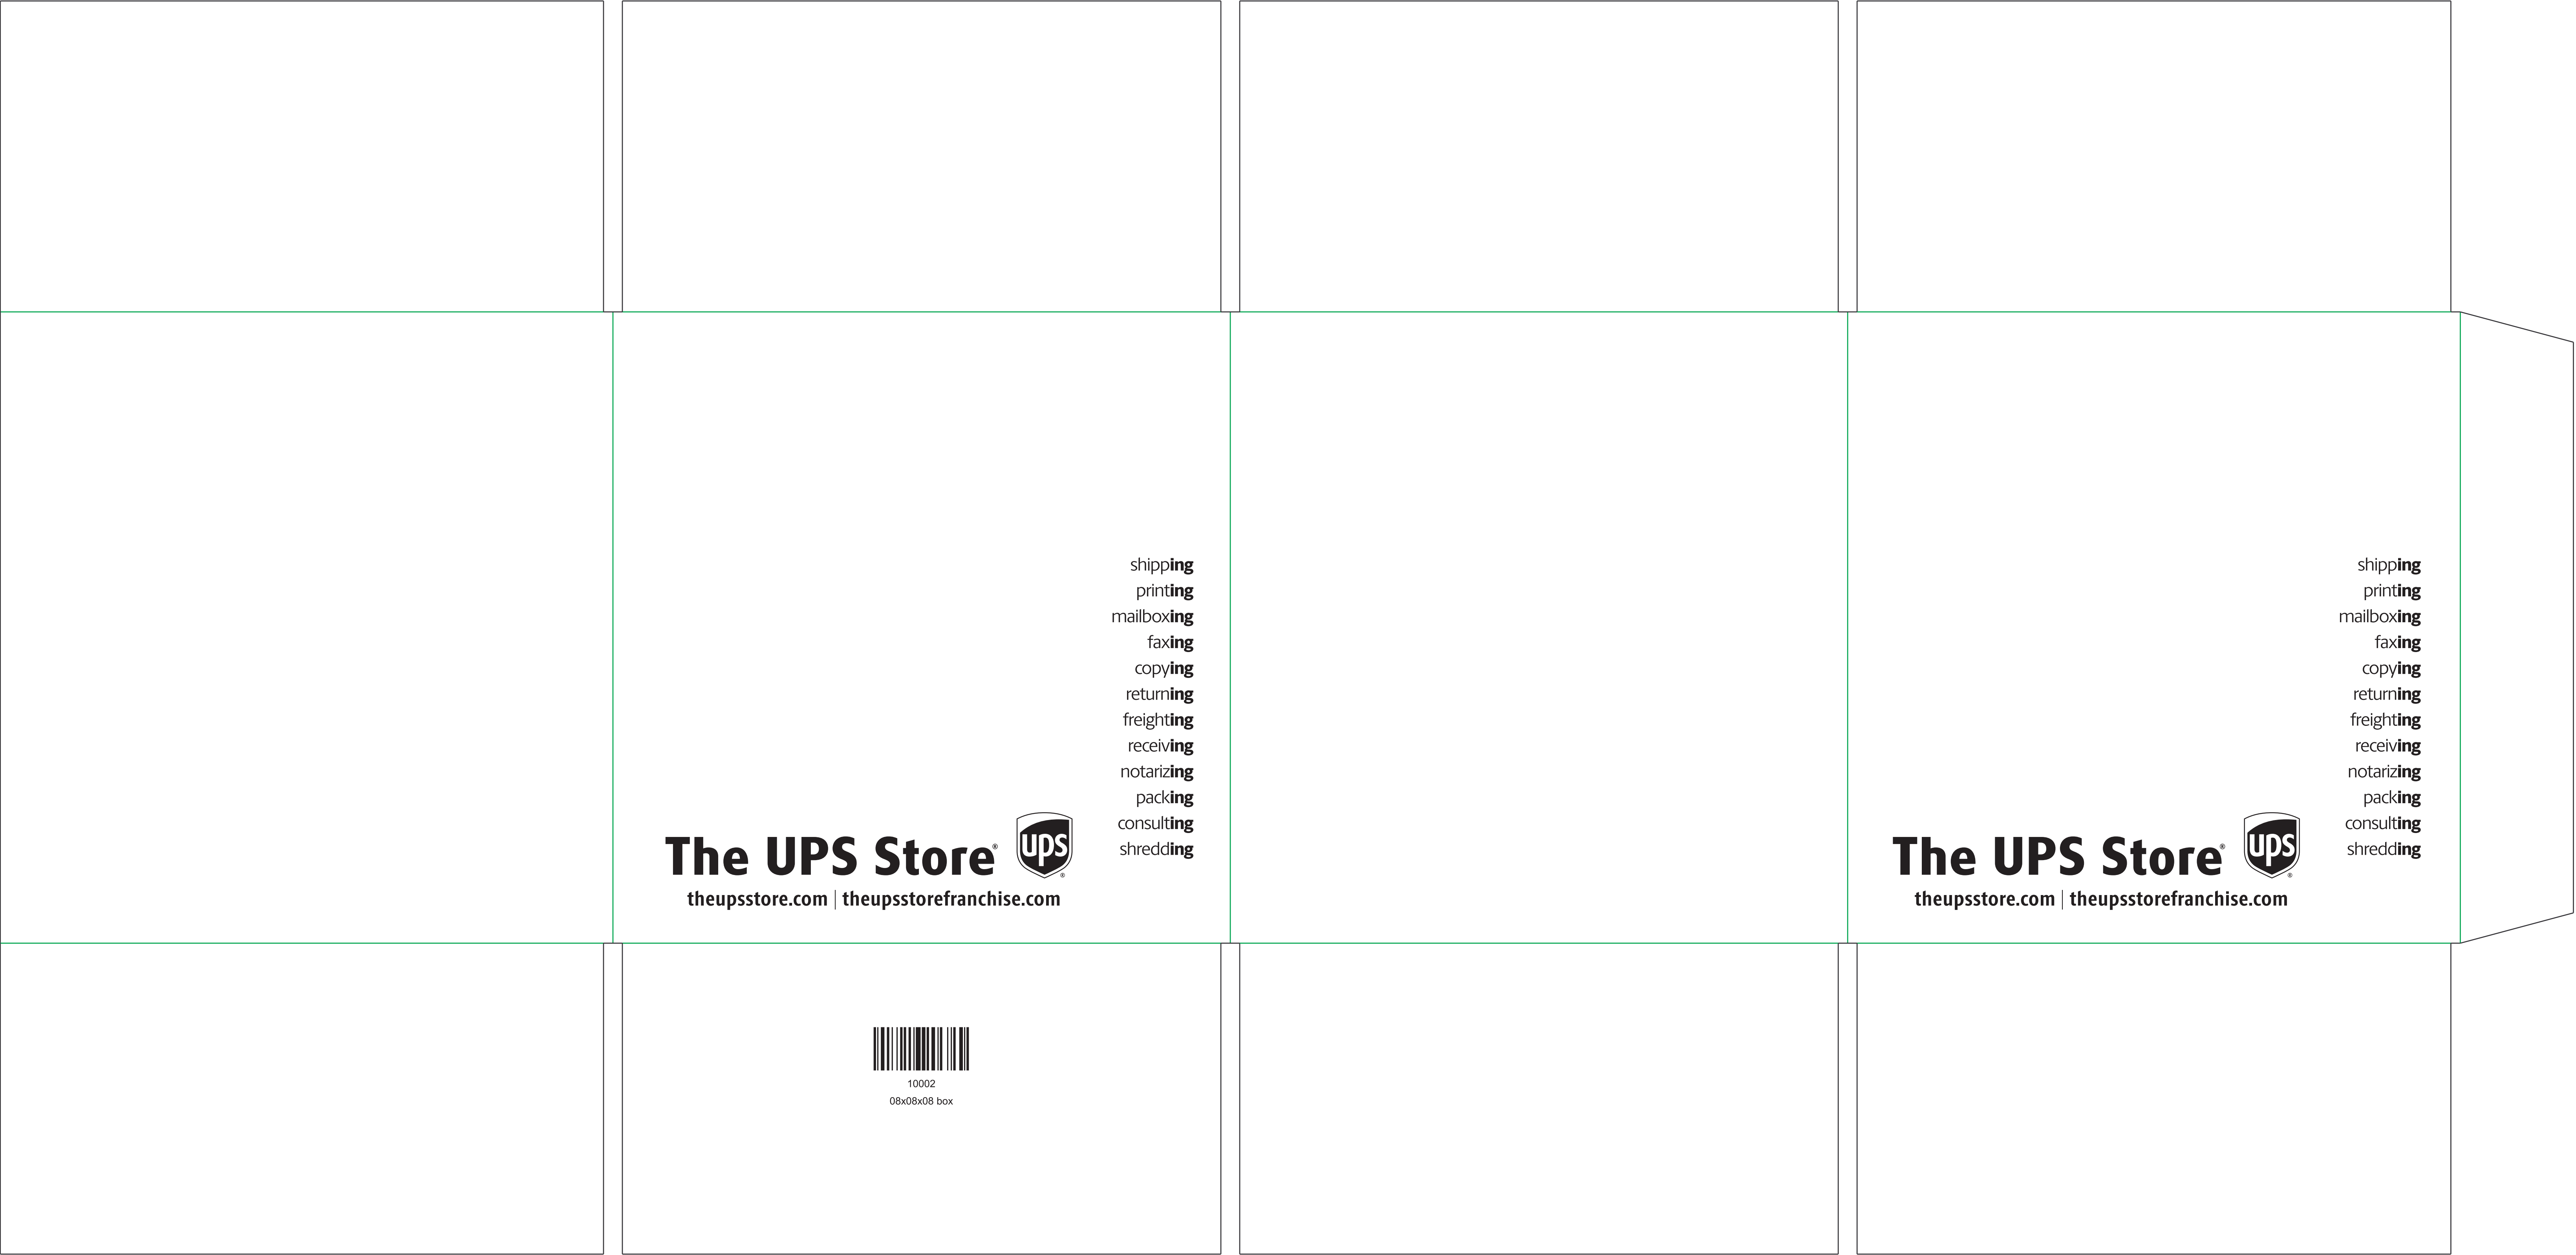 shipping
printing
mailboxing
faxing
copying
returning
freighting
receiving
notarizing
packing
consulting
shredding
The UPS Store® ups®
theupsstore.com | theupsstorefranchise.com
shipping
printing
mailboxing
faxing
copying
returning
freighting
receiving
notarizing
packing
consulting
shredding
The UPS Store® ups®
theupsstore.com | theupsstorefranchise.com
10002
08x08x08 box